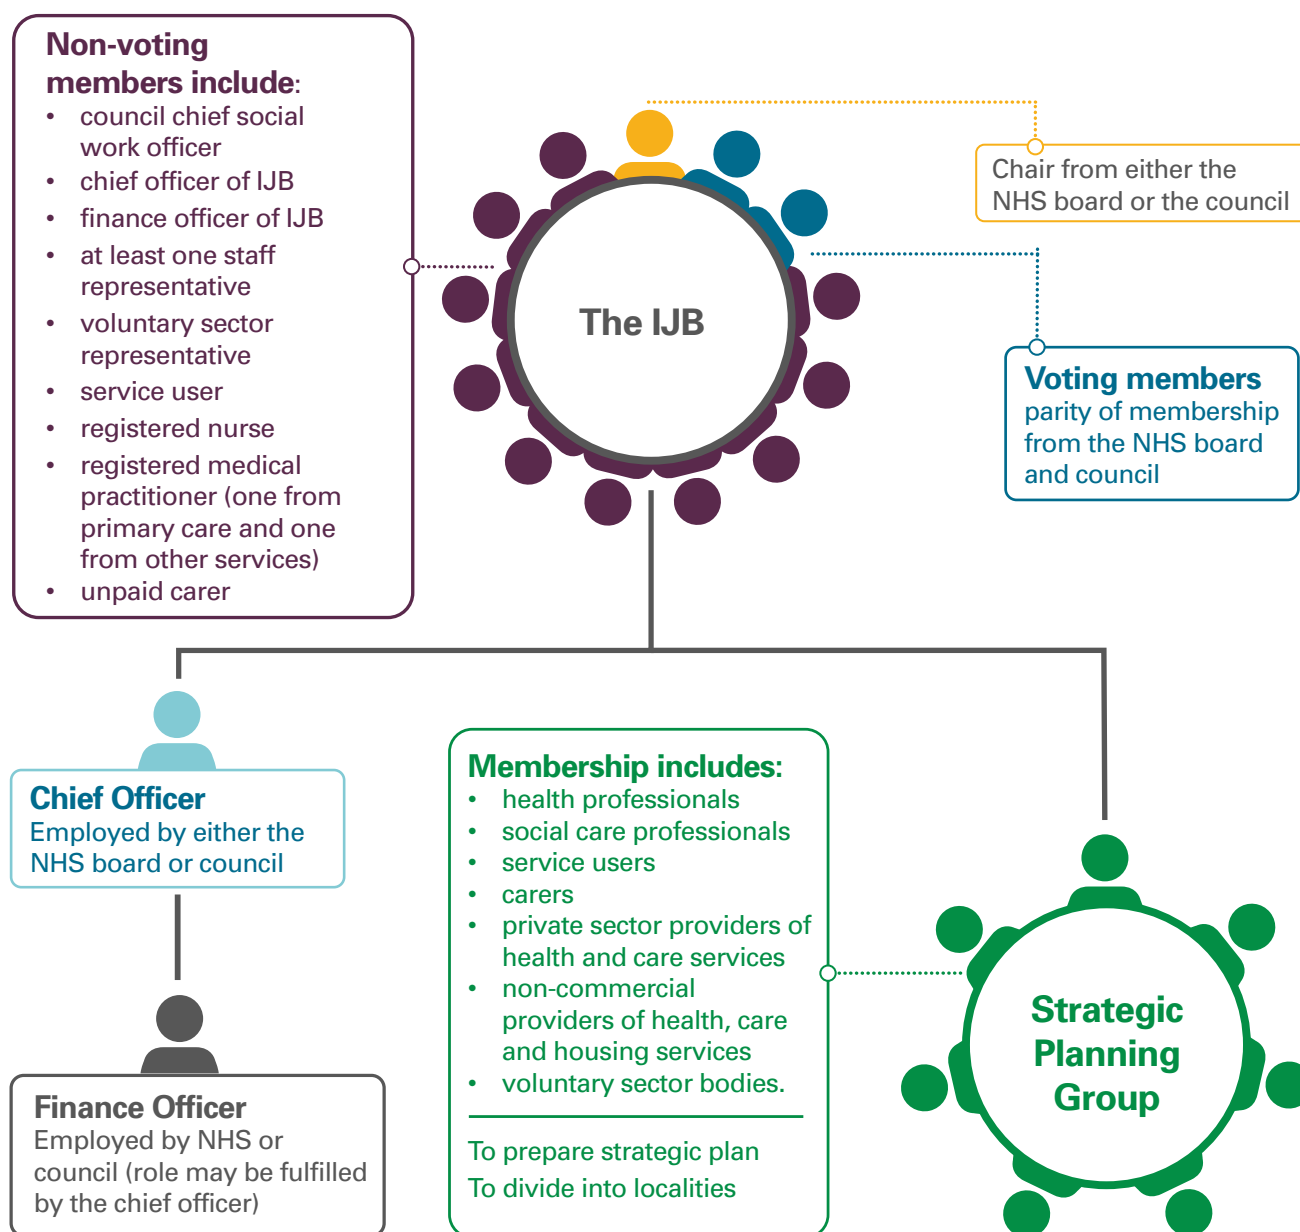 Non-voting
members include:
• council chief social
work officer
• chief officer of IJB
• finance officer of IJB
• at least one staff
representative
• voluntary sector
representative
• service user
• registered nurse
• registered medical
practitioner (one from
primary care and one
from other services)
• unpaid carer
The IJB
Chair from either the
NHS board or the council
Voting members
parity of membership
from the NHS board
and council
Chief Officer
Employed by either the
NHS board or council
Finance Officer
Employed by NHS or
council (role may be fulfilled
by the chief officer)
Membership includes:
• health professionals
• social care professionals
• service users
• carers
• private sector providers of
health and care services
• non-commercial
providers of health, care
and housing services
• voluntary sector bodies.
To prepare strategic plan
To divide into localities
Strategic
Planning
Group